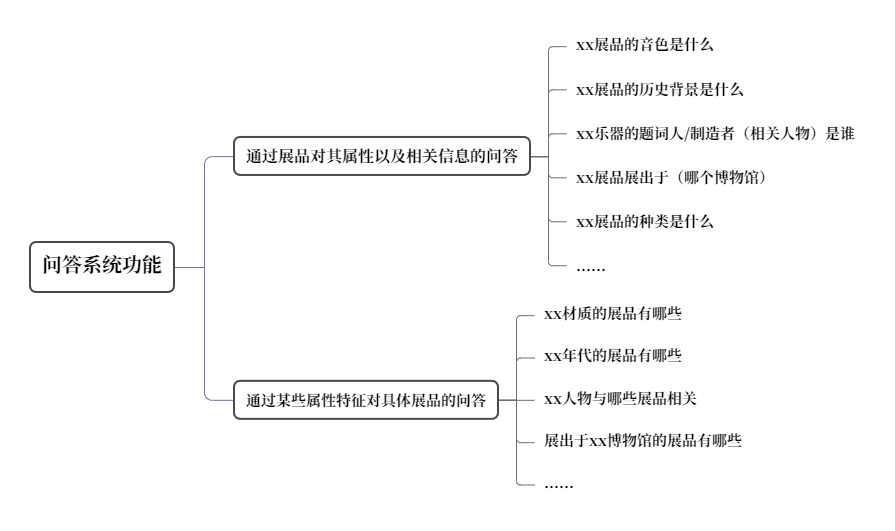 问答系统功能
通过展品对其属性以及相关信息的问答
xx展品的音色是什么
xx展品的历史背景是什么
xx乐器的题词人/制造者（相关人物）是谁
xx展品展出于（哪个博物馆）
xx展品的种类是什么
......
通过某些属性特征对具体展品的问答
xx材质的展品有哪些
xx年代的展品有哪些
xx人物与哪些展品相关
展出于xx博物馆的展品有哪些
......